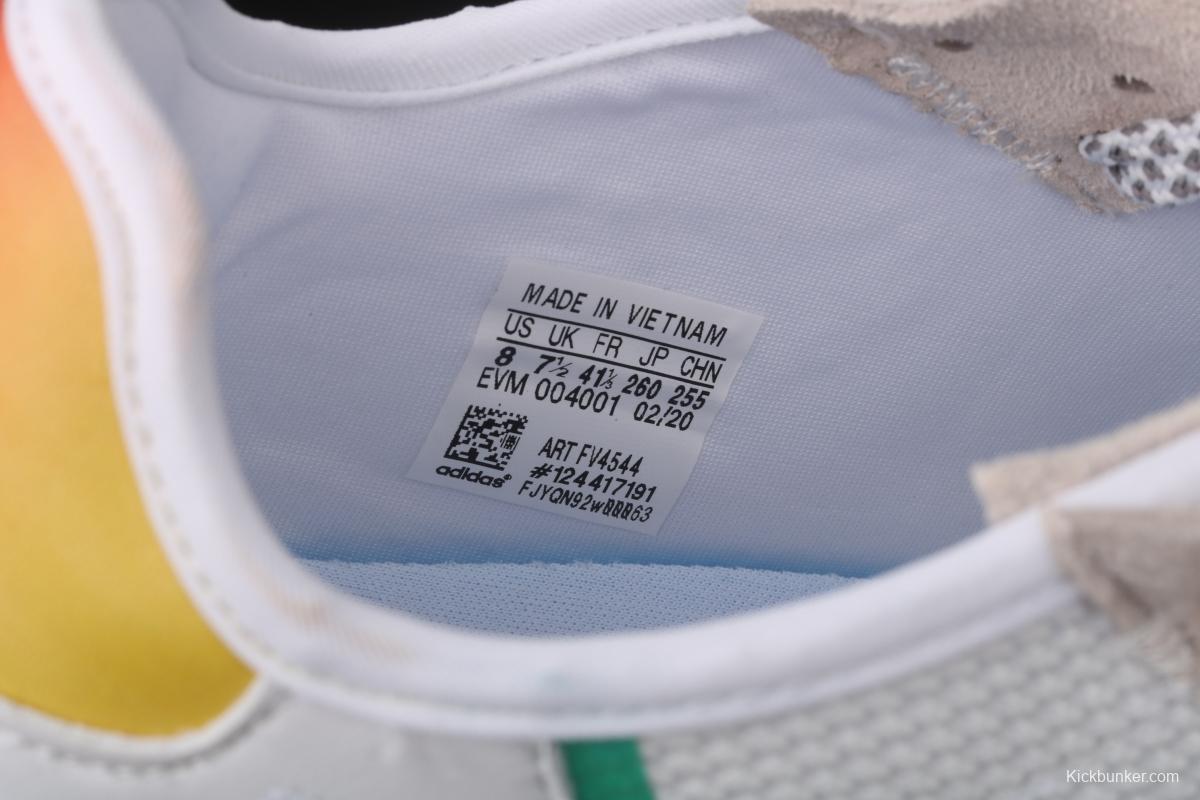 MADE IN VIETNAM
US UK FR JP CHN
8 7½ 41⅓ 260 255
EVM 004001 02/20
ART FV4544
#124417191
adidas®
Kickbunker.com